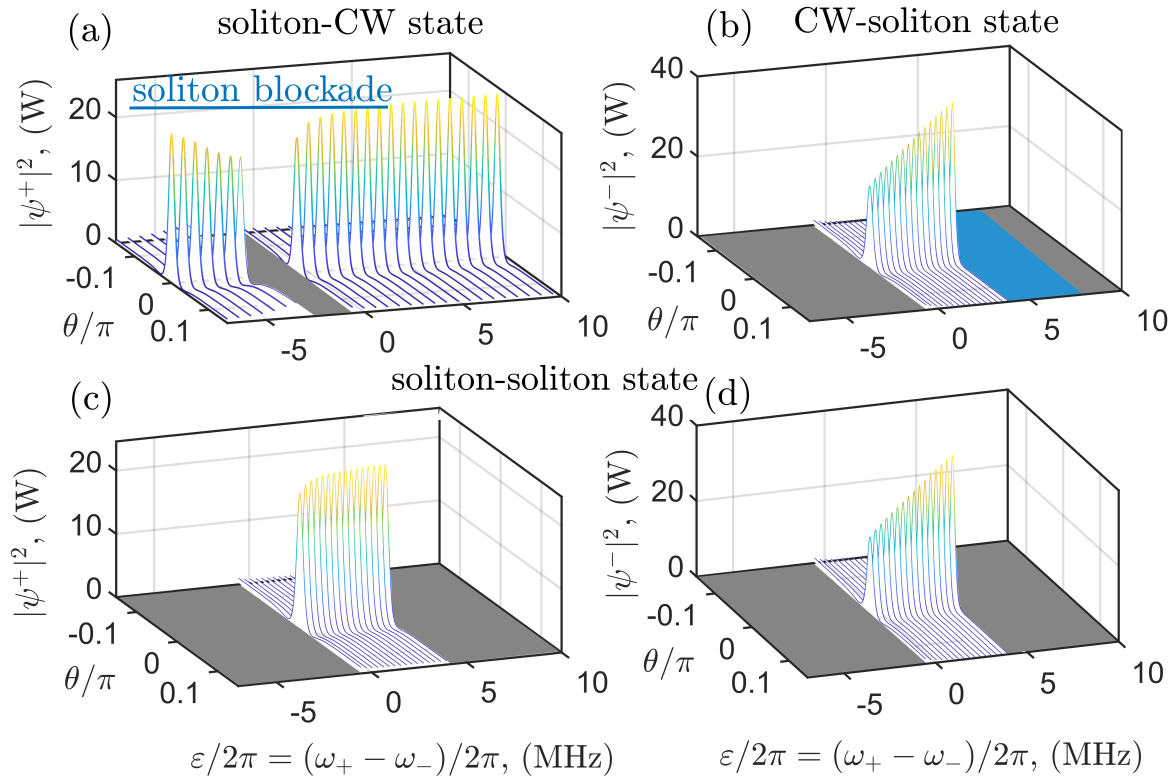 (a) soliton-CW state
soliton blockade
|ψ⁺|², (W)
20
10
0
-0.1
0
0.1
θ/π
-5
0
5
10
(b) CW-soliton state
|ψ⁻|², (W)
40
20
0
-0.1
0
0.1
θ/π
-5
0
5
10
soliton-soliton state
(c)
|ψ⁺|², (W)
20
10
0
-0.1
0
0.1
θ/π
-5
0
5
10
ε/2π = (ω₊ − ω₋)/2π, (MHz)
(d)
|ψ⁻|², (W)
40
20
0
-0.1
0
0.1
θ/π
-5
0
5
10
ε/2π = (ω₊ − ω₋)/2π, (MHz)